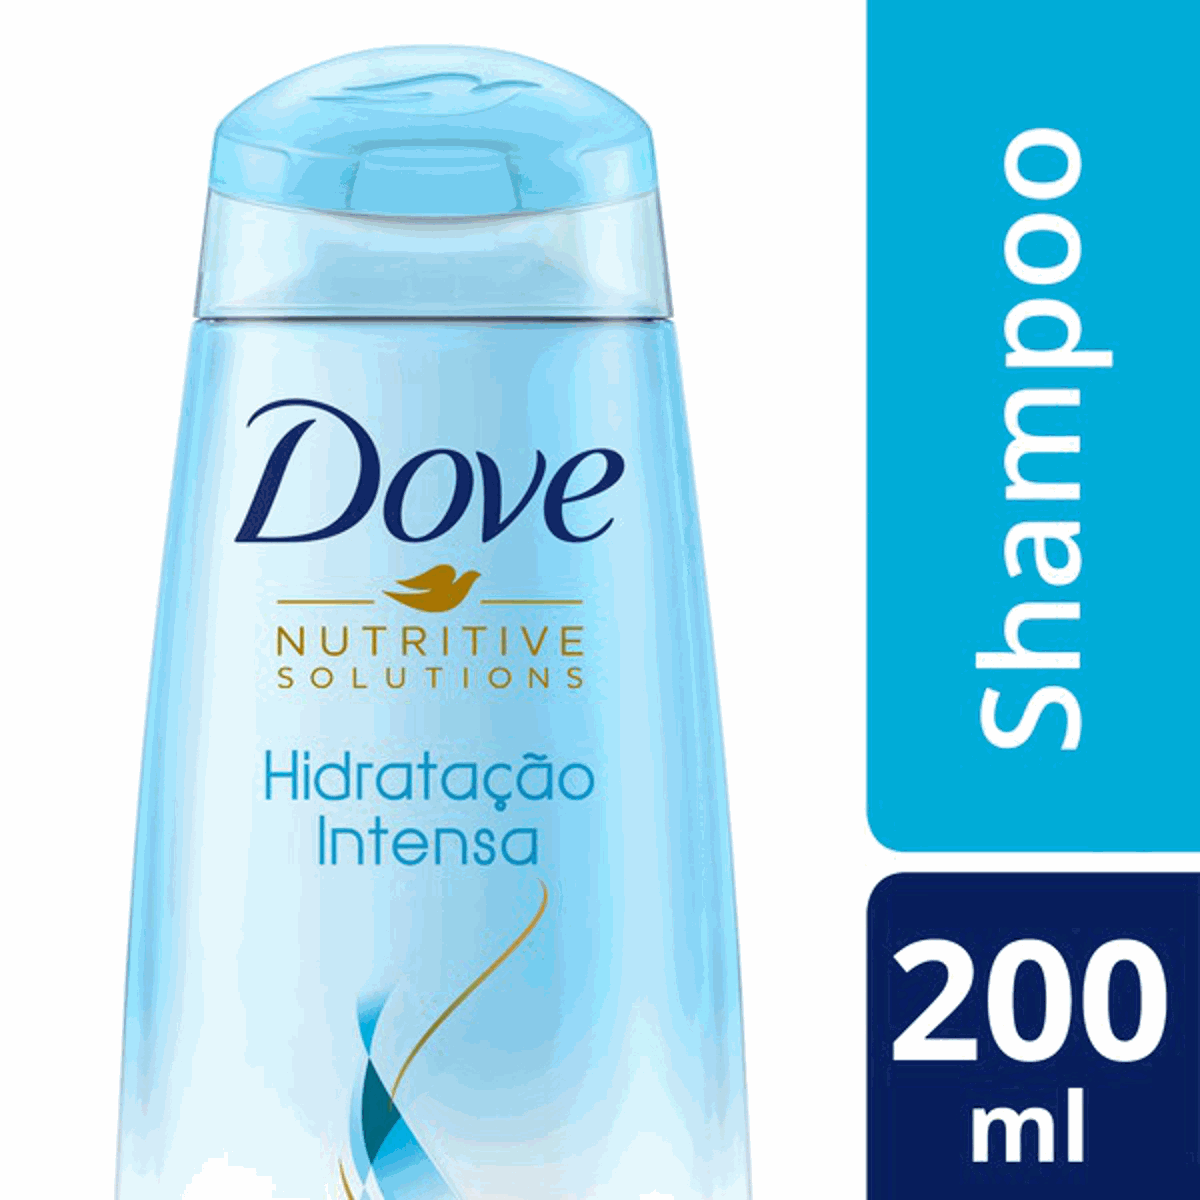 Dove
NUTRITIVE
SOLUTIONS
Hidratação
Intensa
Shampoo
200
ml